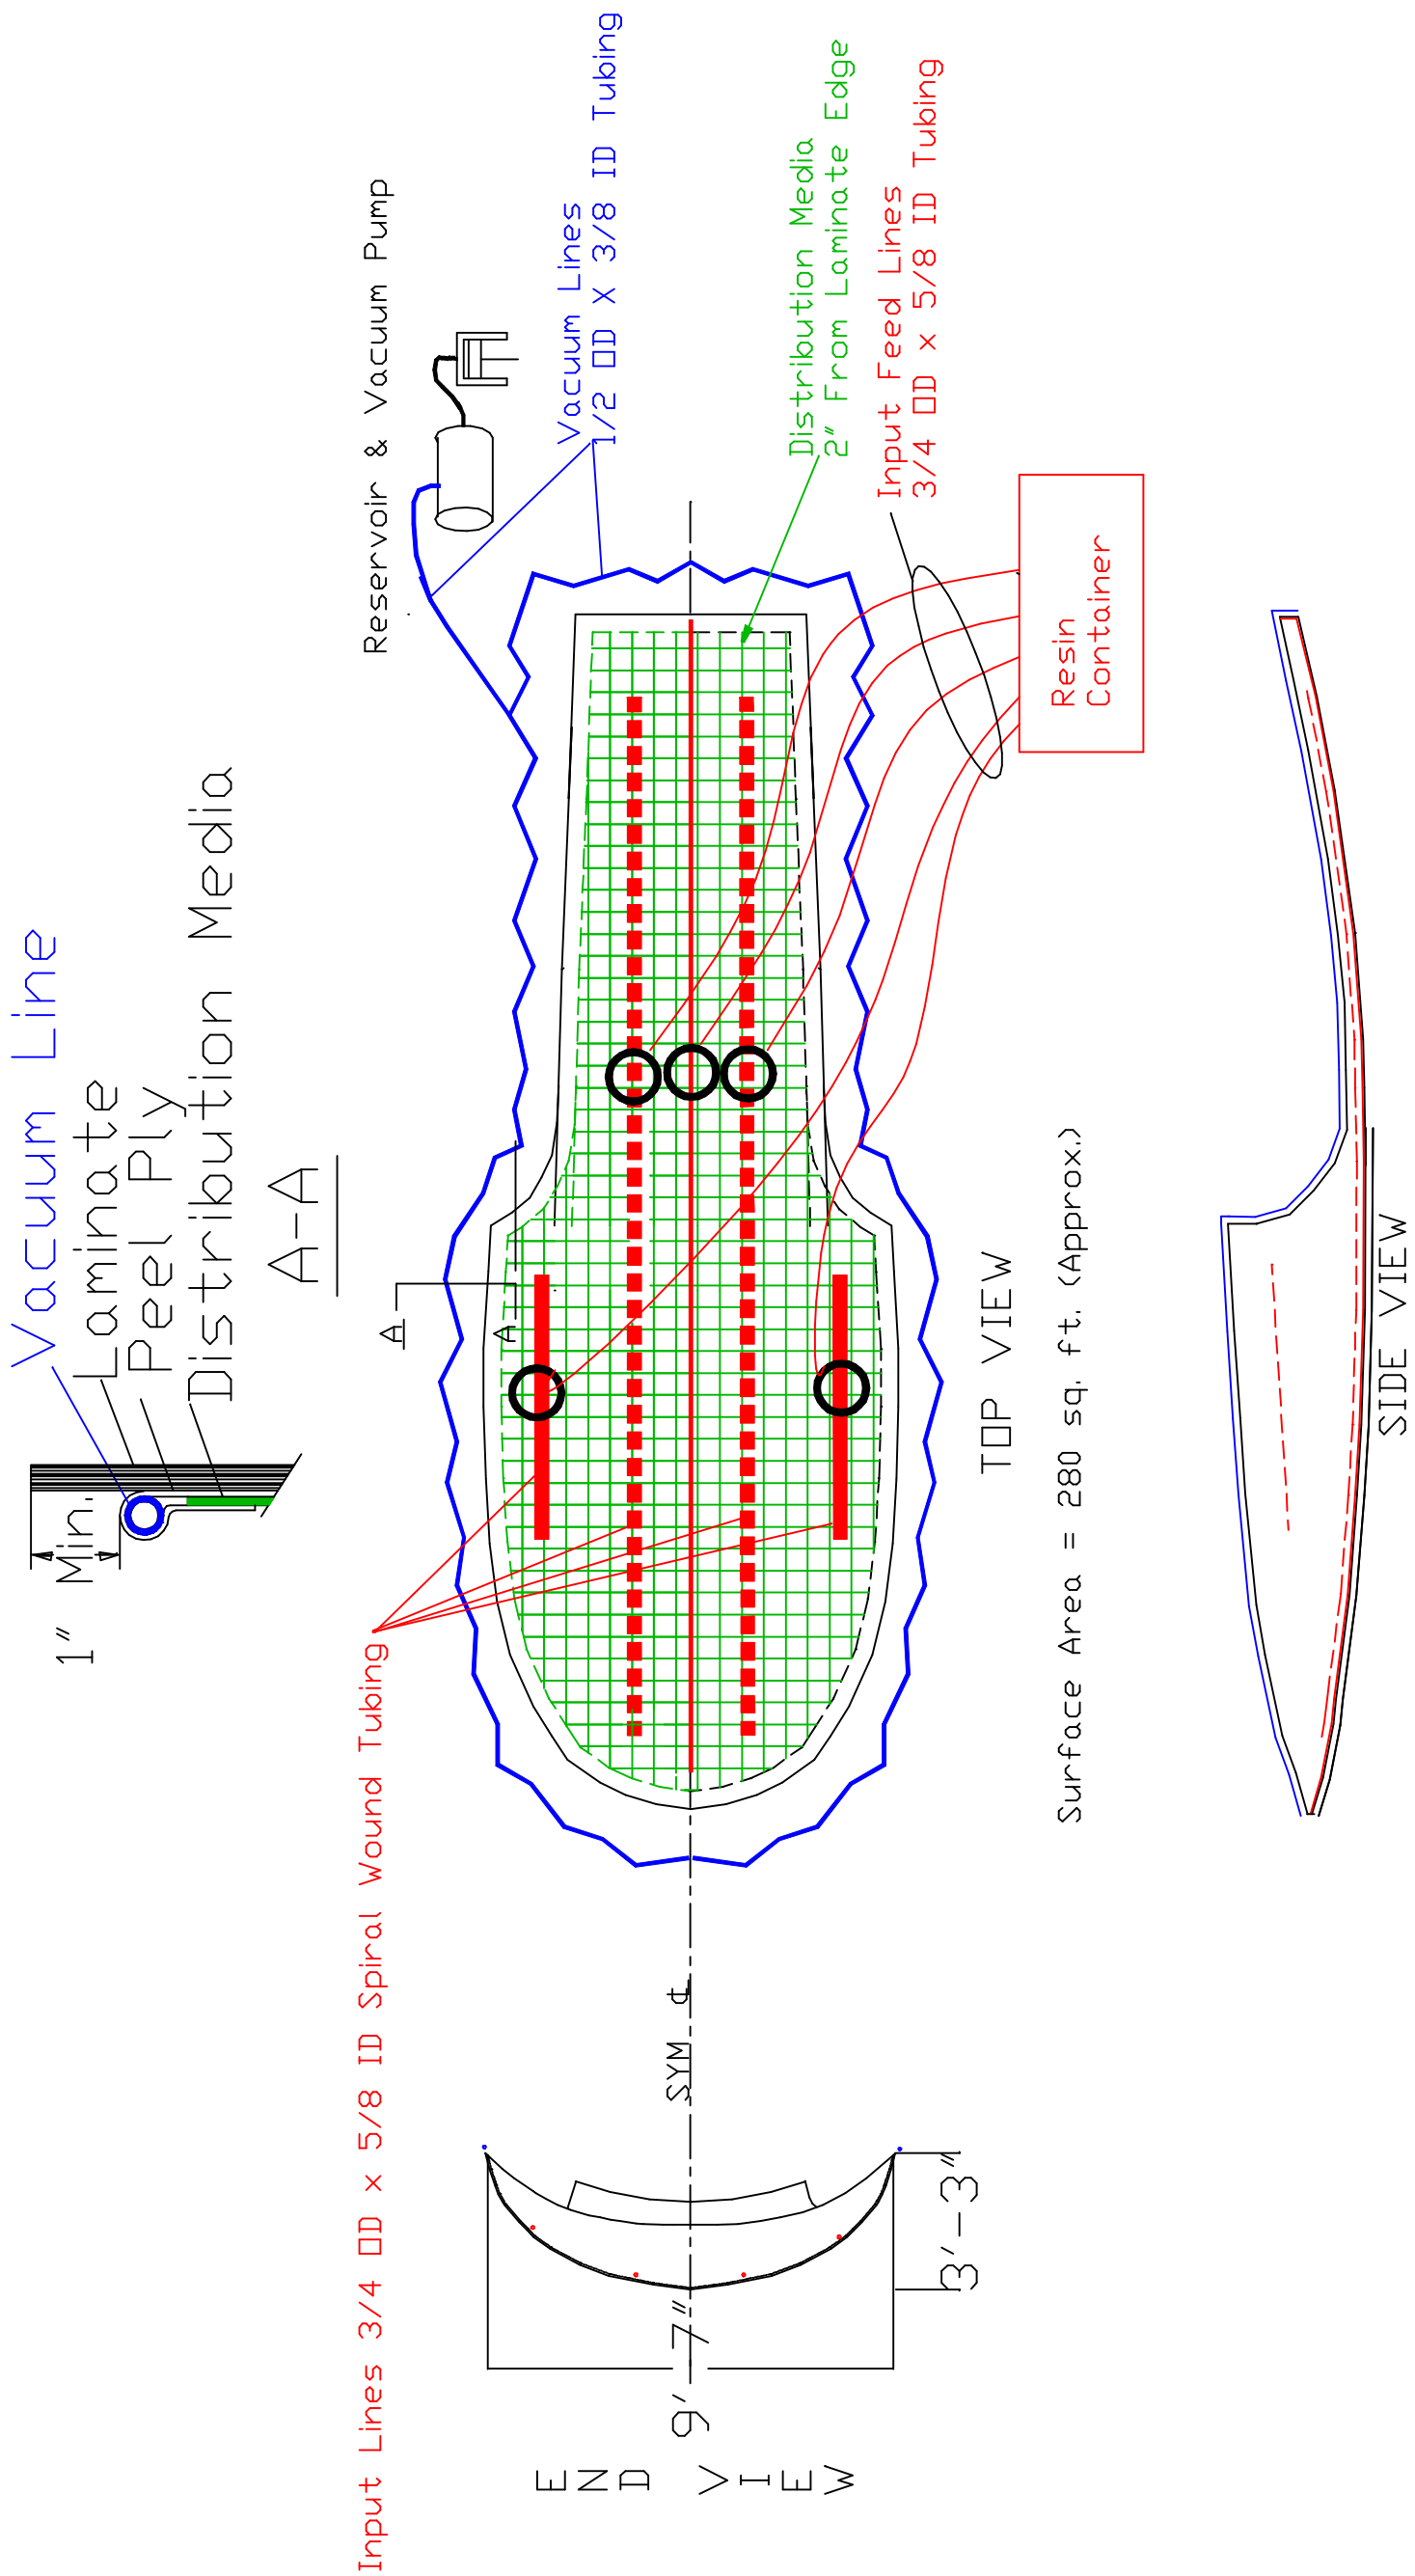 Vacuum Line
Laminate
Peel Ply
Distribution Media
1" Min.
A-A
Reservoir & Vacuum Pump
Vacuum Lines
1/2 OD X 3/8 ID Tubing
Distribution Media
2" From Laminate Edge
Input Feed Lines
3/4 OD x 5/8 ID Tubing
Resin
Container
A
A
Input Lines 3/4 OD x 5/8 ID Spiral Wound Tubing
SYM ℄
TOP VIEW
Surface Area = 280 sq. ft. (Approx.)
9'-7"
3'-3"
END VIEW
SIDE VIEW